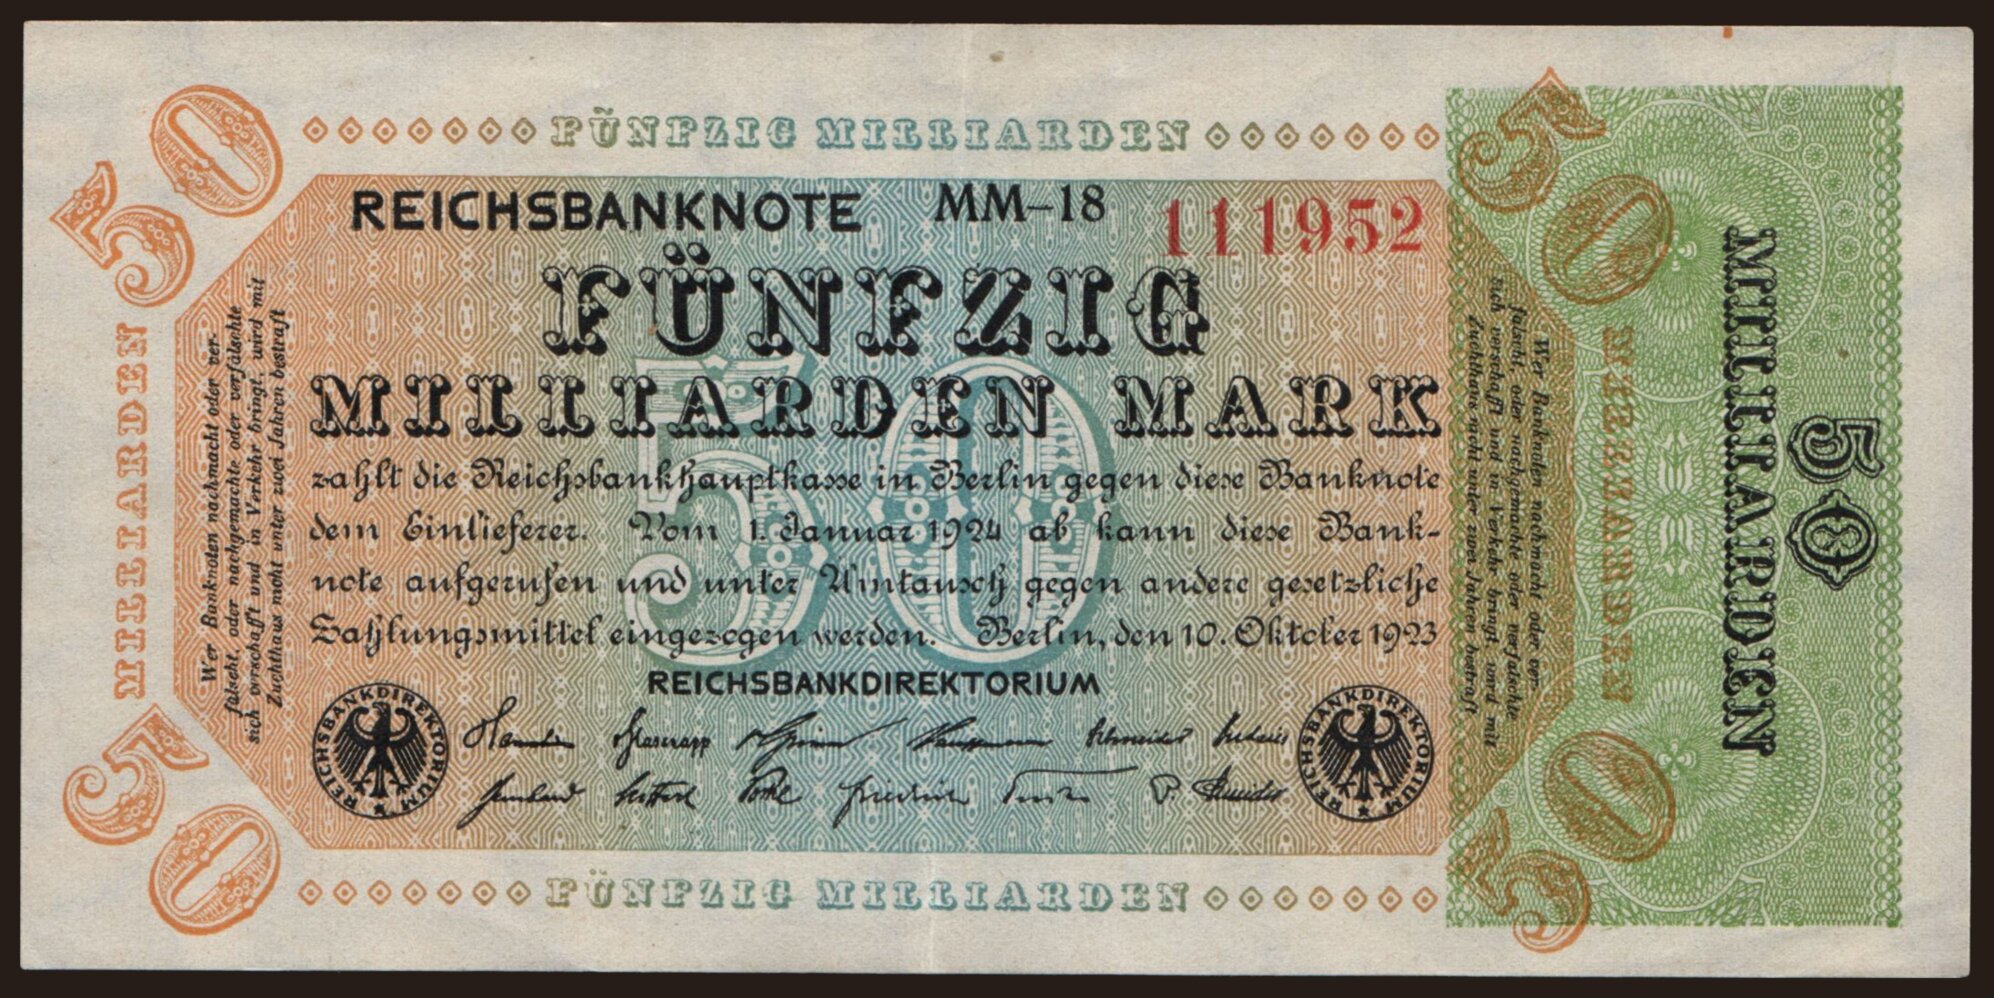 FÜNFZIG MILLIARDEN
50
50
MILLIARDEN
REICHSBANKNOTE MM–18 111952
FÜNFZIG
MILLIARDEN MARK
50
zahlt die Reichsbankhauptkasse in Berlin gegen diese Banknote
dem Einlieferer. Vom 1. Januar 1924 ab kann diese Bank-
note aufgerufen und unter Umtausch gegen andere gesetzliche
Zahlungsmittel eingezogen werden. Berlin, den 10. Oktober 1923
REICHSBANKDIREKTORIUM
REICHSBANKDIREKTORIUM
REICHSBANKDIREKTORIUM
Wer Banknoten nachmacht oder ver-
fälscht, oder nachgemachte oder verfälschte
sich verschafft und in Verkehr bringt, wird mit
Zuchthaus nicht unter zwei Jahren bestraft
Wer Banknoten nachmacht oder ver-
fälscht, oder nachgemachte oder verfälschte
sich verschafft und in Verkehr bringt, wird mit
Zuchthaus nicht unter zwei Jahren bestraft
MILLIARDEN
50
MILLIARDEN
50
50
FÜNFZIG MILLIARDEN